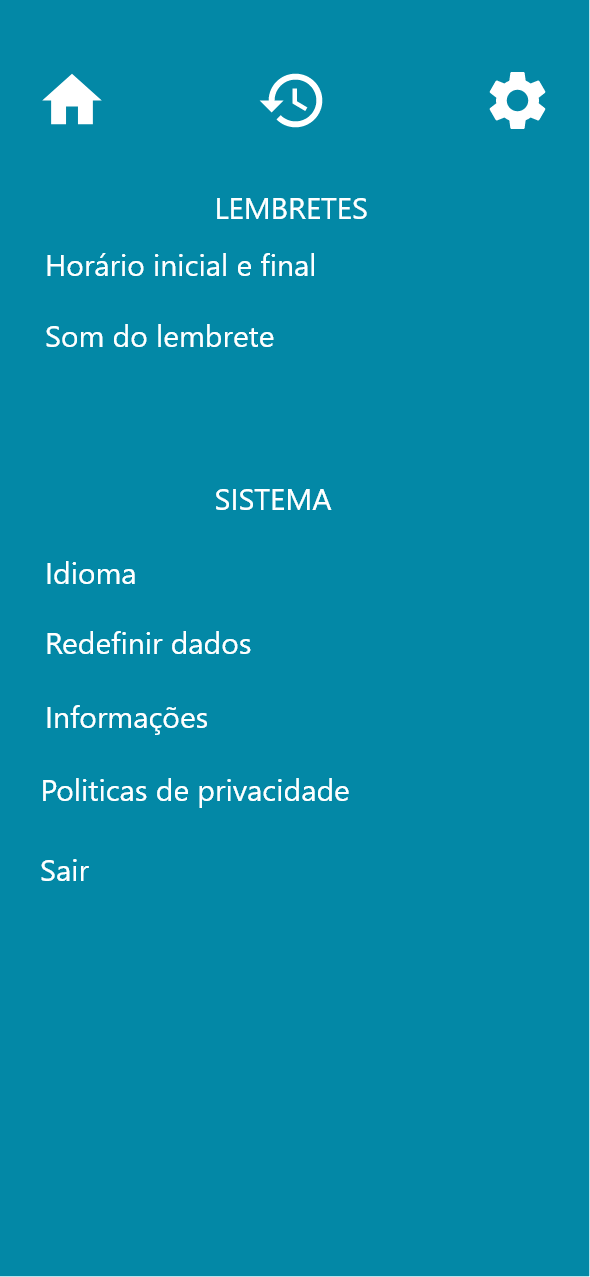 LEMBRETES
Horário inicial e final
Som do lembrete
SISTEMA
Idioma
Redefinir dados
Informações
Politicas de privacidade
Sair